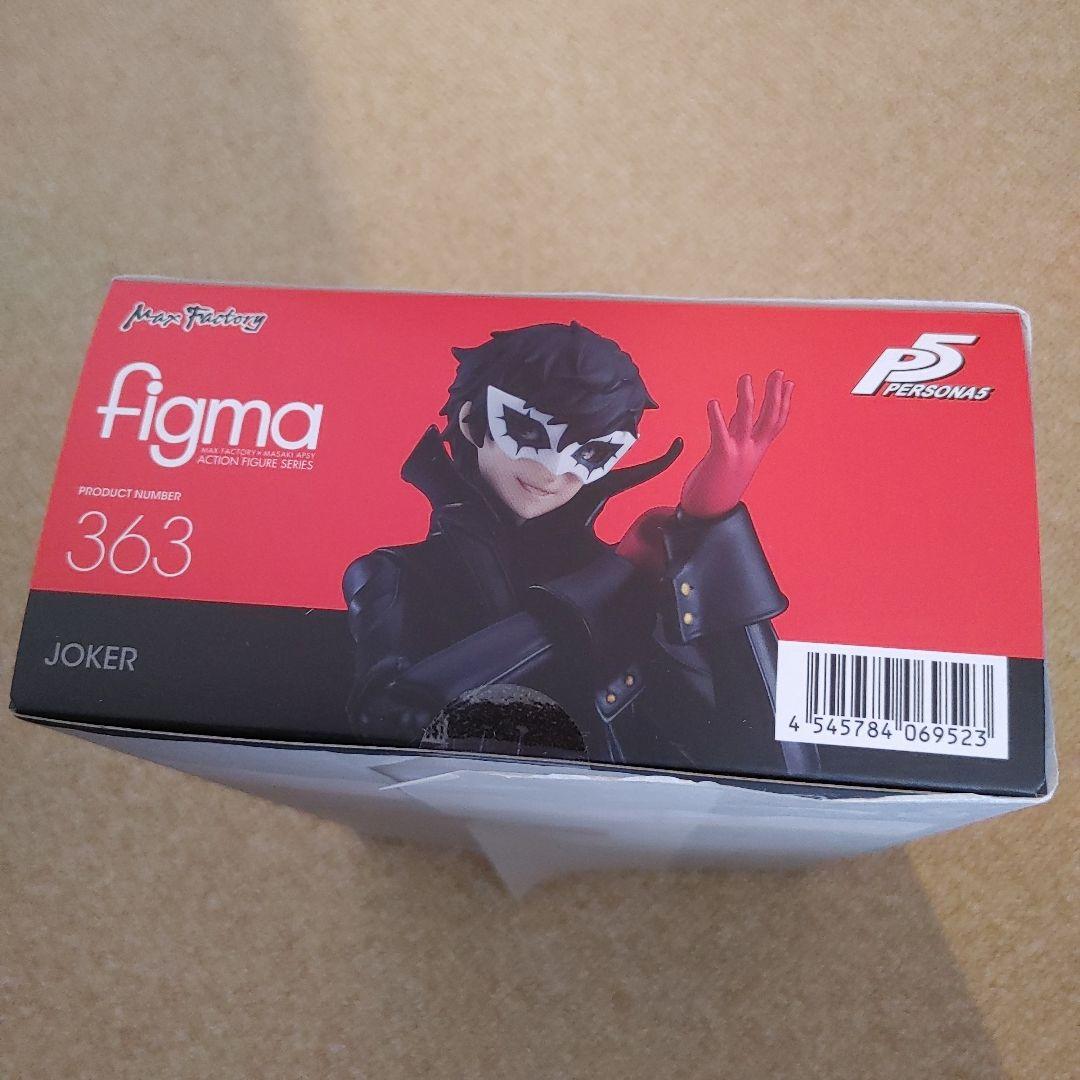 Max Factory
figma
MAX FACTORY × MASAKI APSY
ACTION FIGURE SERIES
PRODUCT NUMBER
363
JOKER
P5
PERSONA5
4 545784 069523